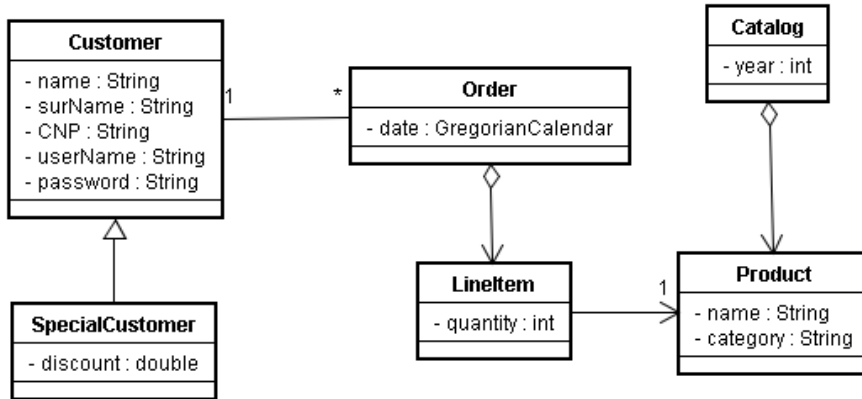 Customer
- name : String
- surName : String
- CNP : String
- userName : String
- password : String
1
*
Order
- date : GregorianCalendar
Catalog
- year : int
SpecialCustomer
- discount : double
LineItem
- quantity : int
1
Product
- name : String
- category : String